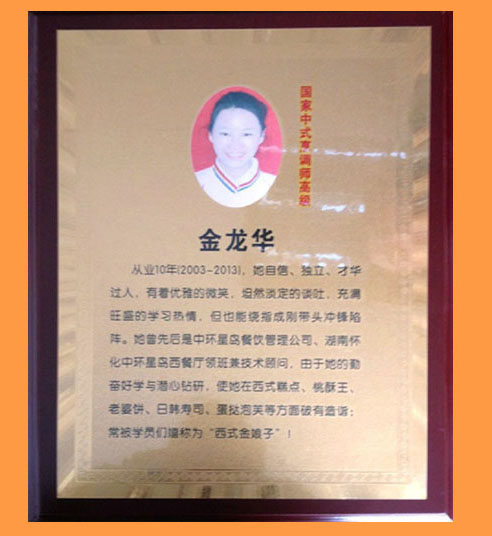 国家中式烹调师高级
金龙华
从业10年(2003-2013)，她自信、独立、才华
过人，有着优雅的微笑，坦然淡定的谈吐，充满
旺盛的学习热情，但也能绕指成刚带头冲锋陷
阵。她曾先后是中环星岛餐饮管理公司、湖南怀
化中环星岛西餐厅领班兼技术顾问，由于她的勤
奋好学与潜心钻研，使她在西式糕点、桃酥王、
老婆饼、日韩寿司、蛋挞泡芙等方面破有造诣；
常被学员们嬉称为“西式金娘子”！